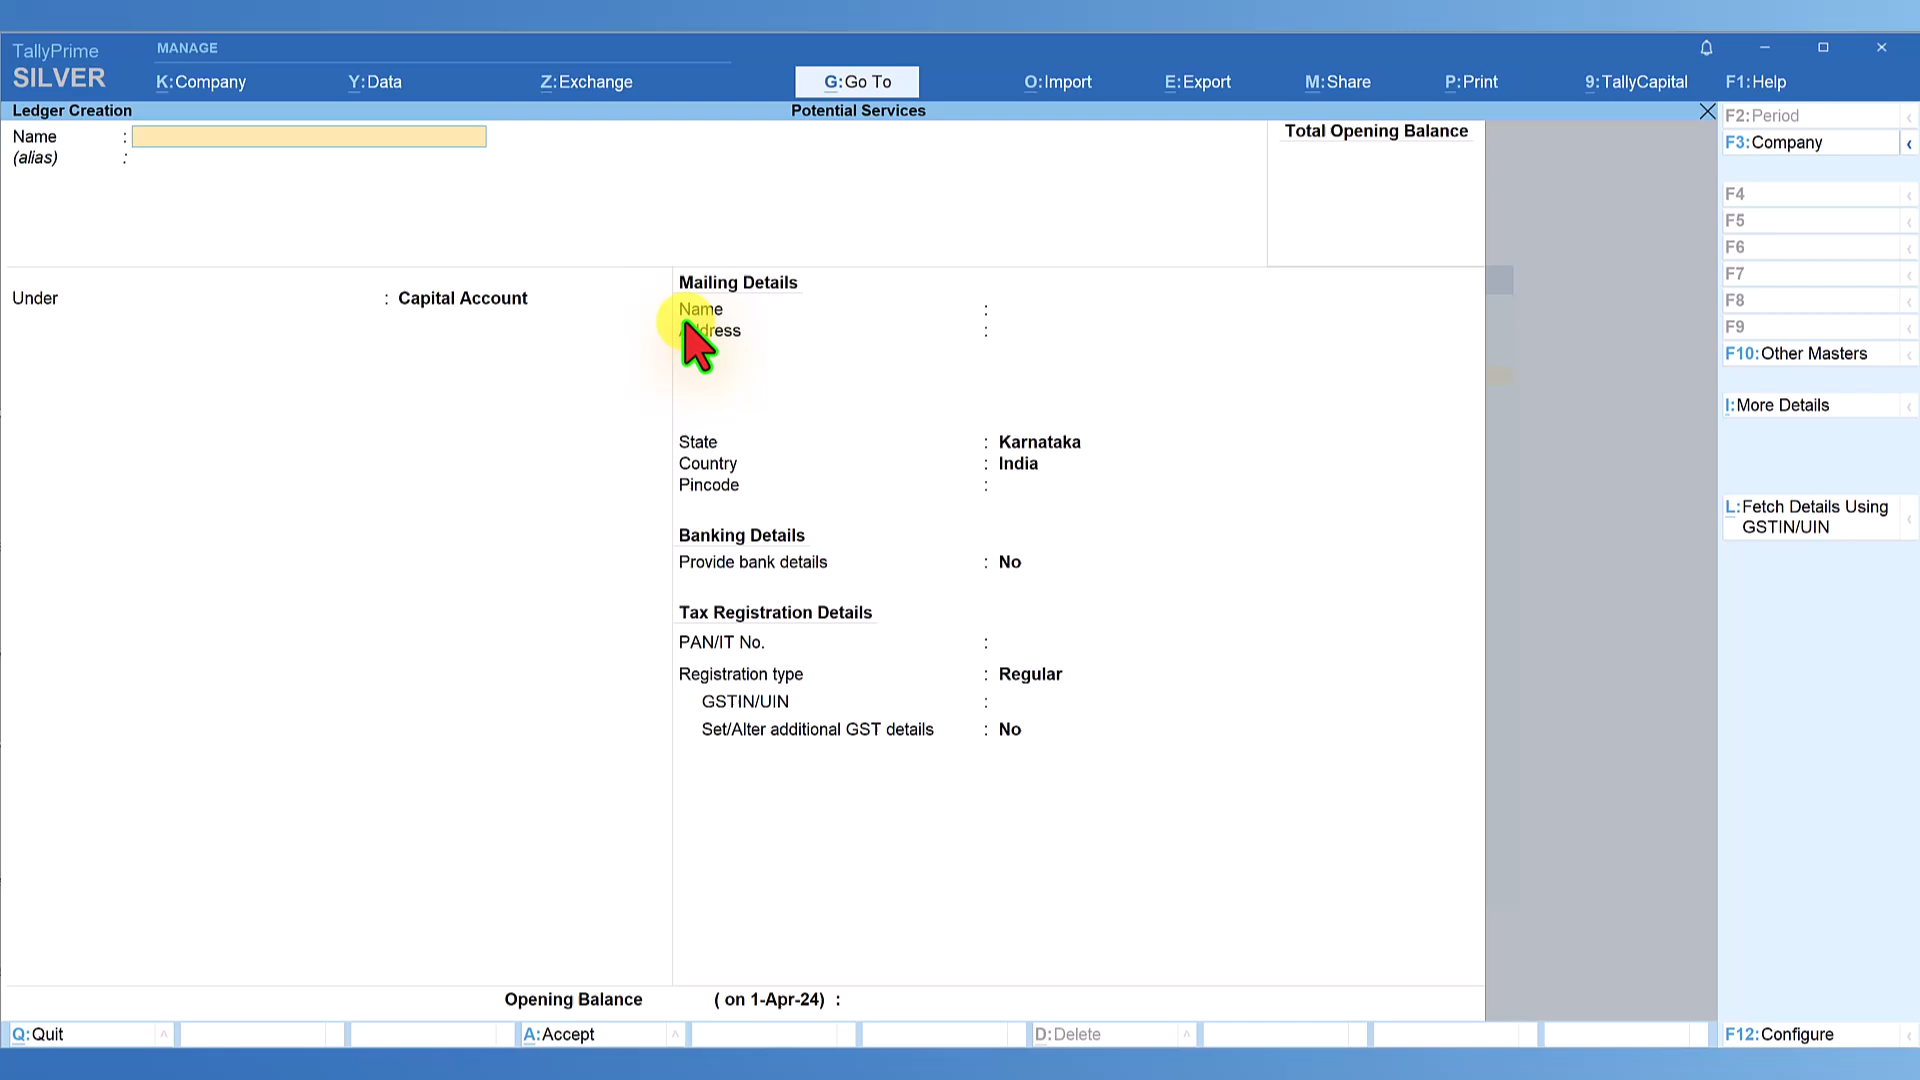 TallyPrime
SILVER
MANAGE
K:Company
Y:Data
Z:Exchange
G:Go To
O:Import
E:Export
M:Share
P:Print
9:TallyCapital
F1:Help
Ledger Creation
Potential Services
Name :
(alias) :
Total Opening Balance
Under : Capital Account
Mailing Details
Name :
Address :
State : Karnataka
Country : India
Pincode :
Banking Details
Provide bank details : No
Tax Registration Details
PAN/IT No. :
Registration type : Regular
GSTIN/UIN :
Set/Alter additional GST details : No
Opening Balance ( on 1-Apr-24) :
F2:Period
F3:Company
F4
F5
F6
F7
F8
F9
F10:Other Masters
I:More Details
L:Fetch Details Using
GSTIN/UIN
Q:Quit
A:Accept
D:Delete
F12:Configure